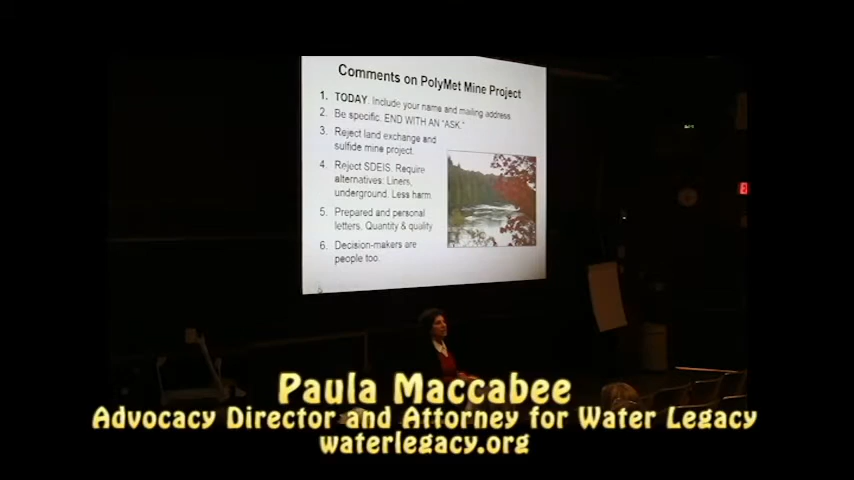 Comments on PolyMet Mine Project
1. TODAY. Include your name and mailing address.
2. Be specific. END WITH AN "ASK."
3. Reject land exchange and
sulfide mine project.
4. Reject SDEIS. Require
alternatives: Liners,
underground. Less harm.
5. Prepared and personal
letters. Quantity & quality
6. Decision-makers are
people too.
Paula Maccabee
Advocacy Director and Attorney for Water Legacy
waterlegacy.org